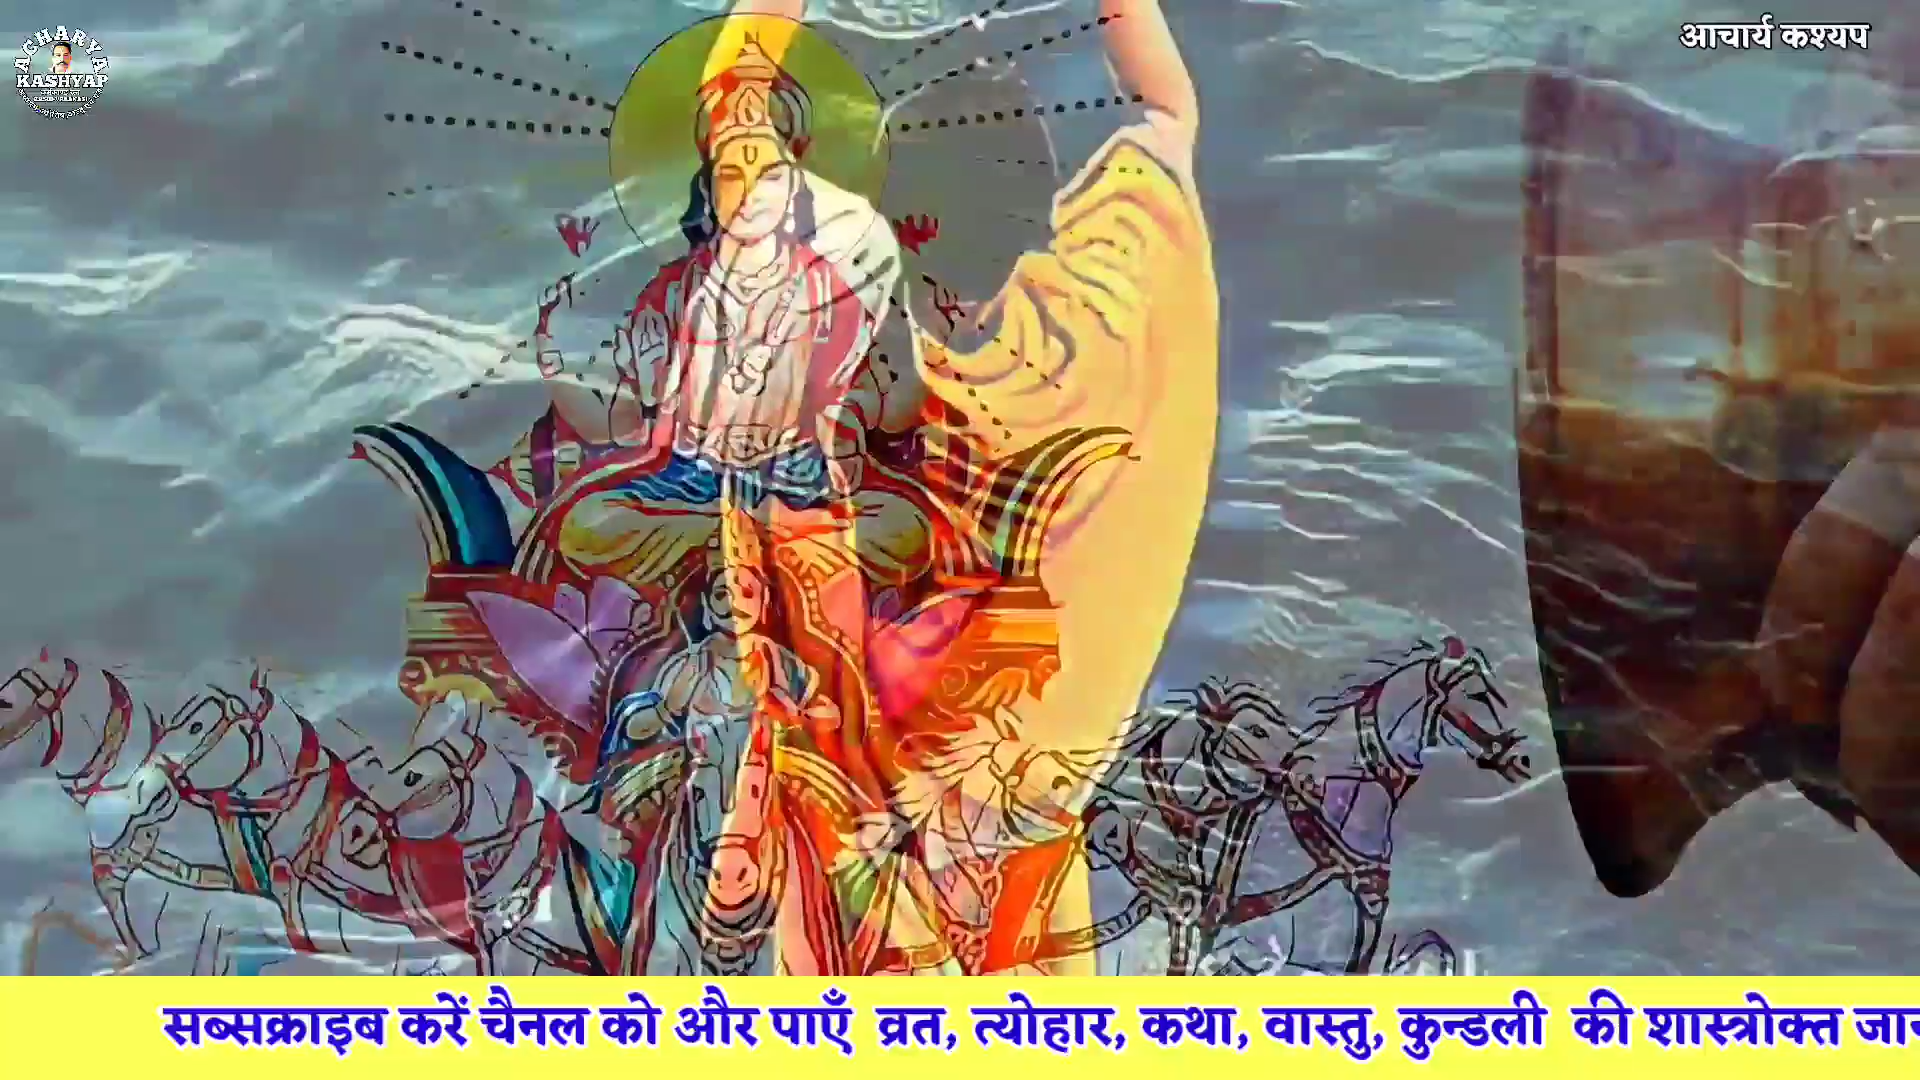 ACHARYA
KASHYAP
आचार्य कश्यप
सब्सक्राइब करें चैनल को और पाएँ व्रत, त्योहार, कथा, वास्तु, कुन्डली की शास्त्रोक्त